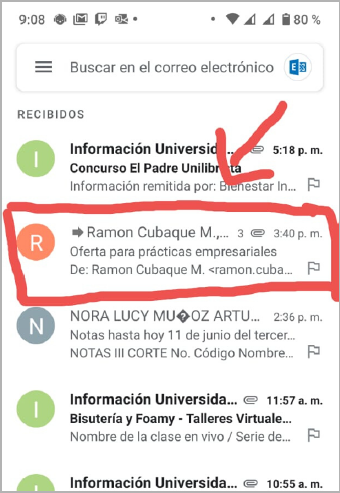 9:08 80 %
Buscar en el correo electrónico
RECIBIDOS
I Información Universida... 5:18 p. m.
Concurso El Padre Unilibrista
Información remitida por: Bienestar In...
R Ramon Cubaque M.,... 3 3:40 p. m.
Oferta para prácticas empresariales
De: Ramon Cubaque M. <ramon.cuba...
N NORA LUCY MU�OZ ARTU... 2:36 p. m.
Notas hasta hoy 11 de junio del tercer...
NOTAS III CORTE No. Código Nombre...
I Información Universida... 11:57 a. m.
Bisutería y Foamy - Talleres Virtuale...
Nombre de la clase en vivo / Serie de...
I Información Universida... 10:55 a. m.